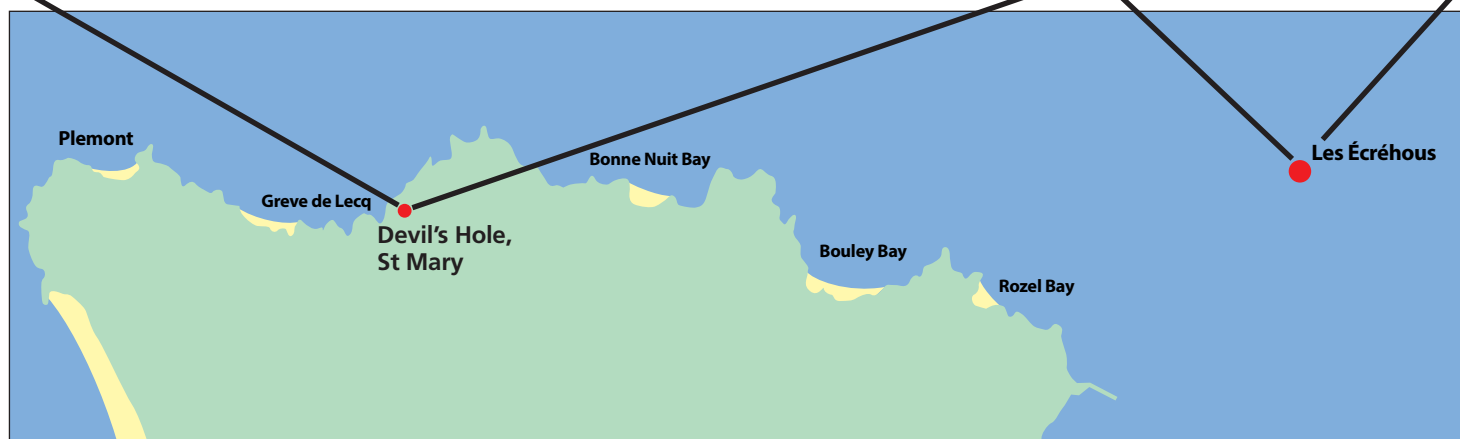 Plemont
Greve de Lecq
Devil’s Hole,
St Mary
Bonne Nuit Bay
Bouley Bay
Rozel Bay
Les Écréhous